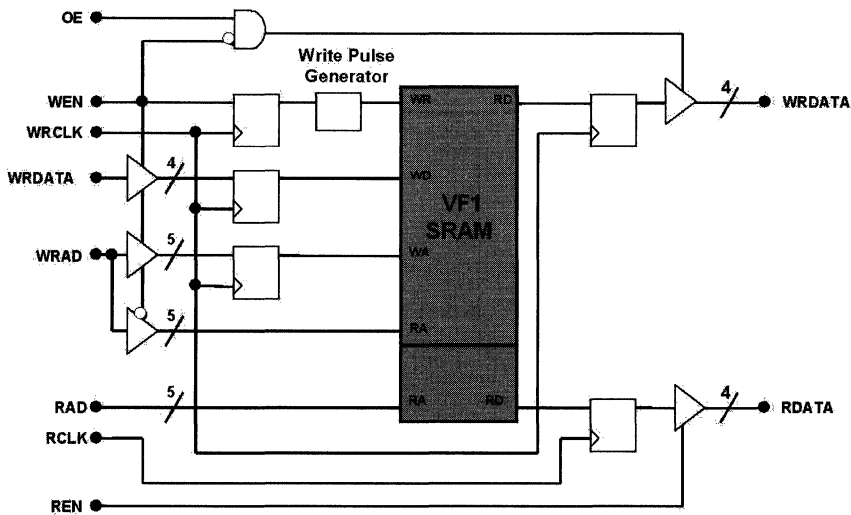 OE
Write Pulse
Generator
WEN
WR
RD
4
WRDATA
WRCLK
WRDATA
4
WD
VF1
SRAM
WRAD
5
WA
5
RA
RAD
5
RA
RD
4
RDATA
RCLK
REN